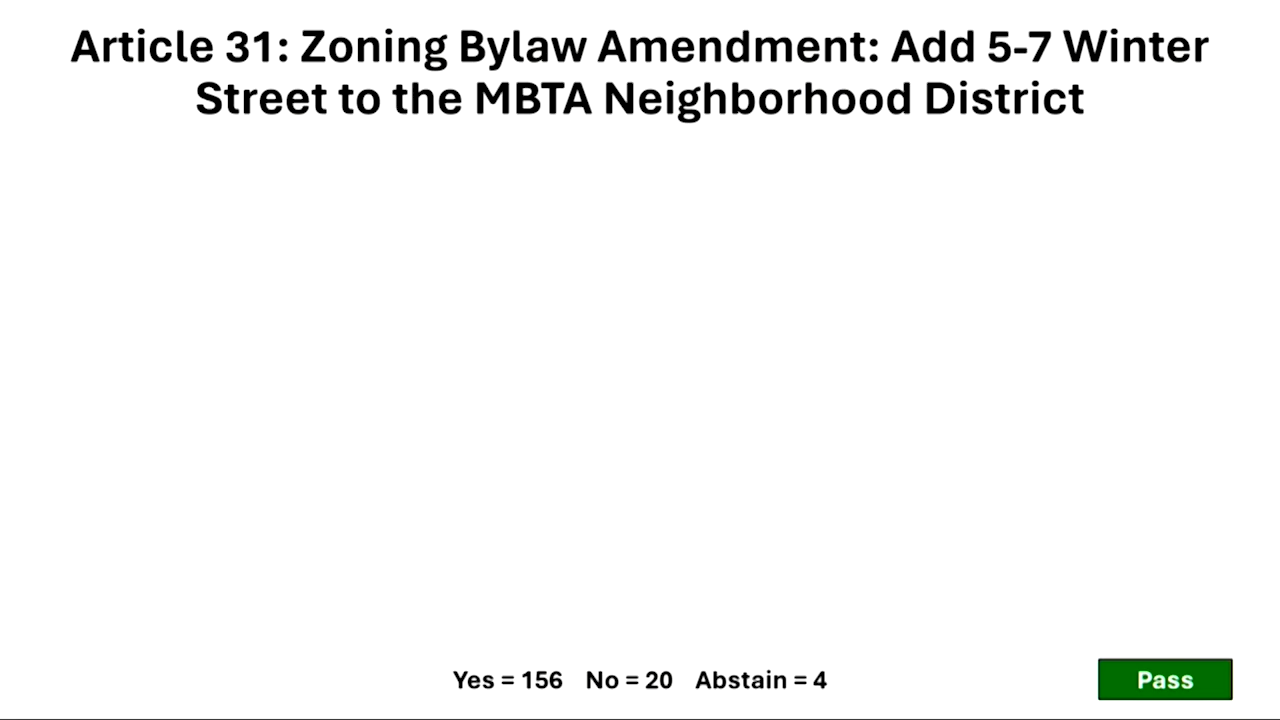 Article 31: Zoning Bylaw Amendment: Add 5-7 Winter
Street to the MBTA Neighborhood District
Yes = 156 No = 20 Abstain = 4
Pass